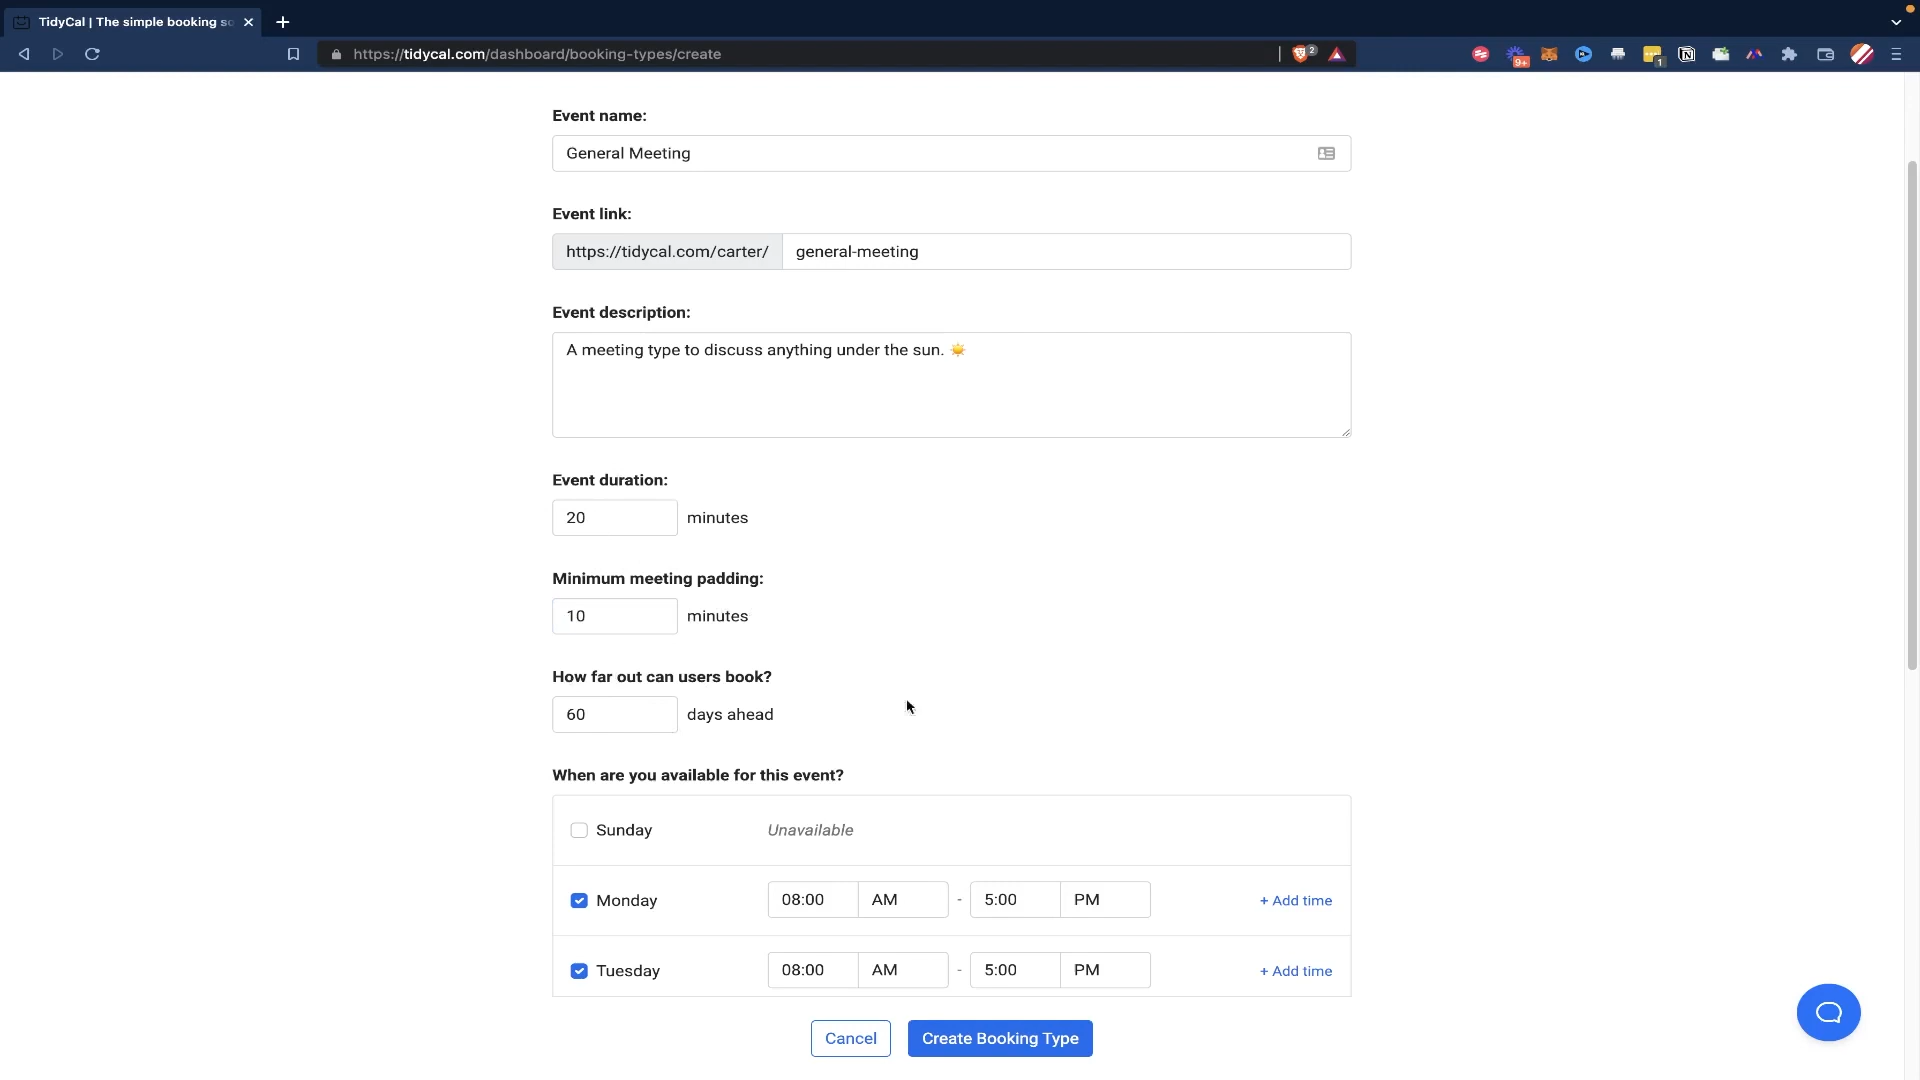 TidyCal | The simple booking so
https://tidycal.com/dashboard/booking-types/create
2
9+
1
Event name:
General Meeting
Event link:
https://tidycal.com/carter/ general-meeting
Event description:
A meeting type to discuss anything under the sun. ☀️
Event duration:
20 minutes
Minimum meeting padding:
10 minutes
How far out can users book?
60 days ahead
When are you available for this event?
Sunday Unavailable
Monday 08:00 AM - 5:00 PM + Add time
Tuesday 08:00 AM - 5:00 PM + Add time
Cancel Create Booking Type